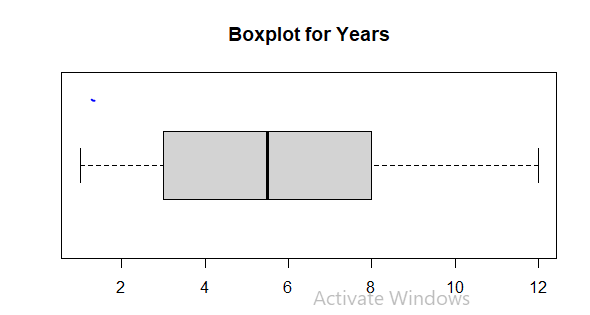 Boxplot for Years
2 4 6 8 10 12
Activate Windows